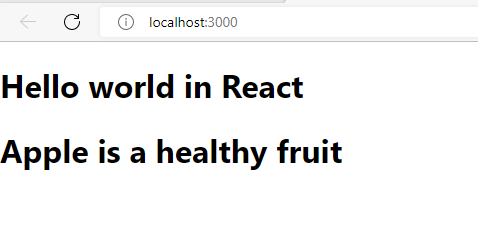 localhost:3000
Hello world in React
Apple is a healthy fruit